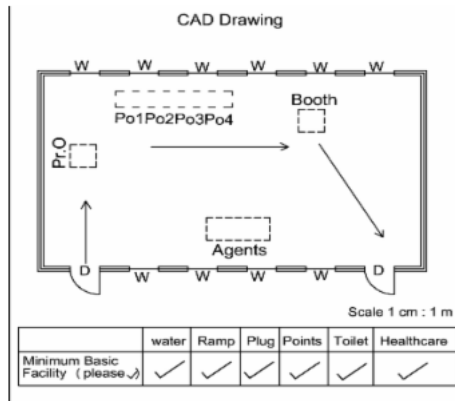 CAD Drawing
W W W W W W
Booth
Po1Po2Po3Po4
Pr.O
Agents
D W W W W D
Scale 1 cm : 1 m
water Ramp Plug Points Toilet Healthcare
Minimum Basic
Facility (please ✓) ✓ ✓ ✓ ✓ ✓ ✓